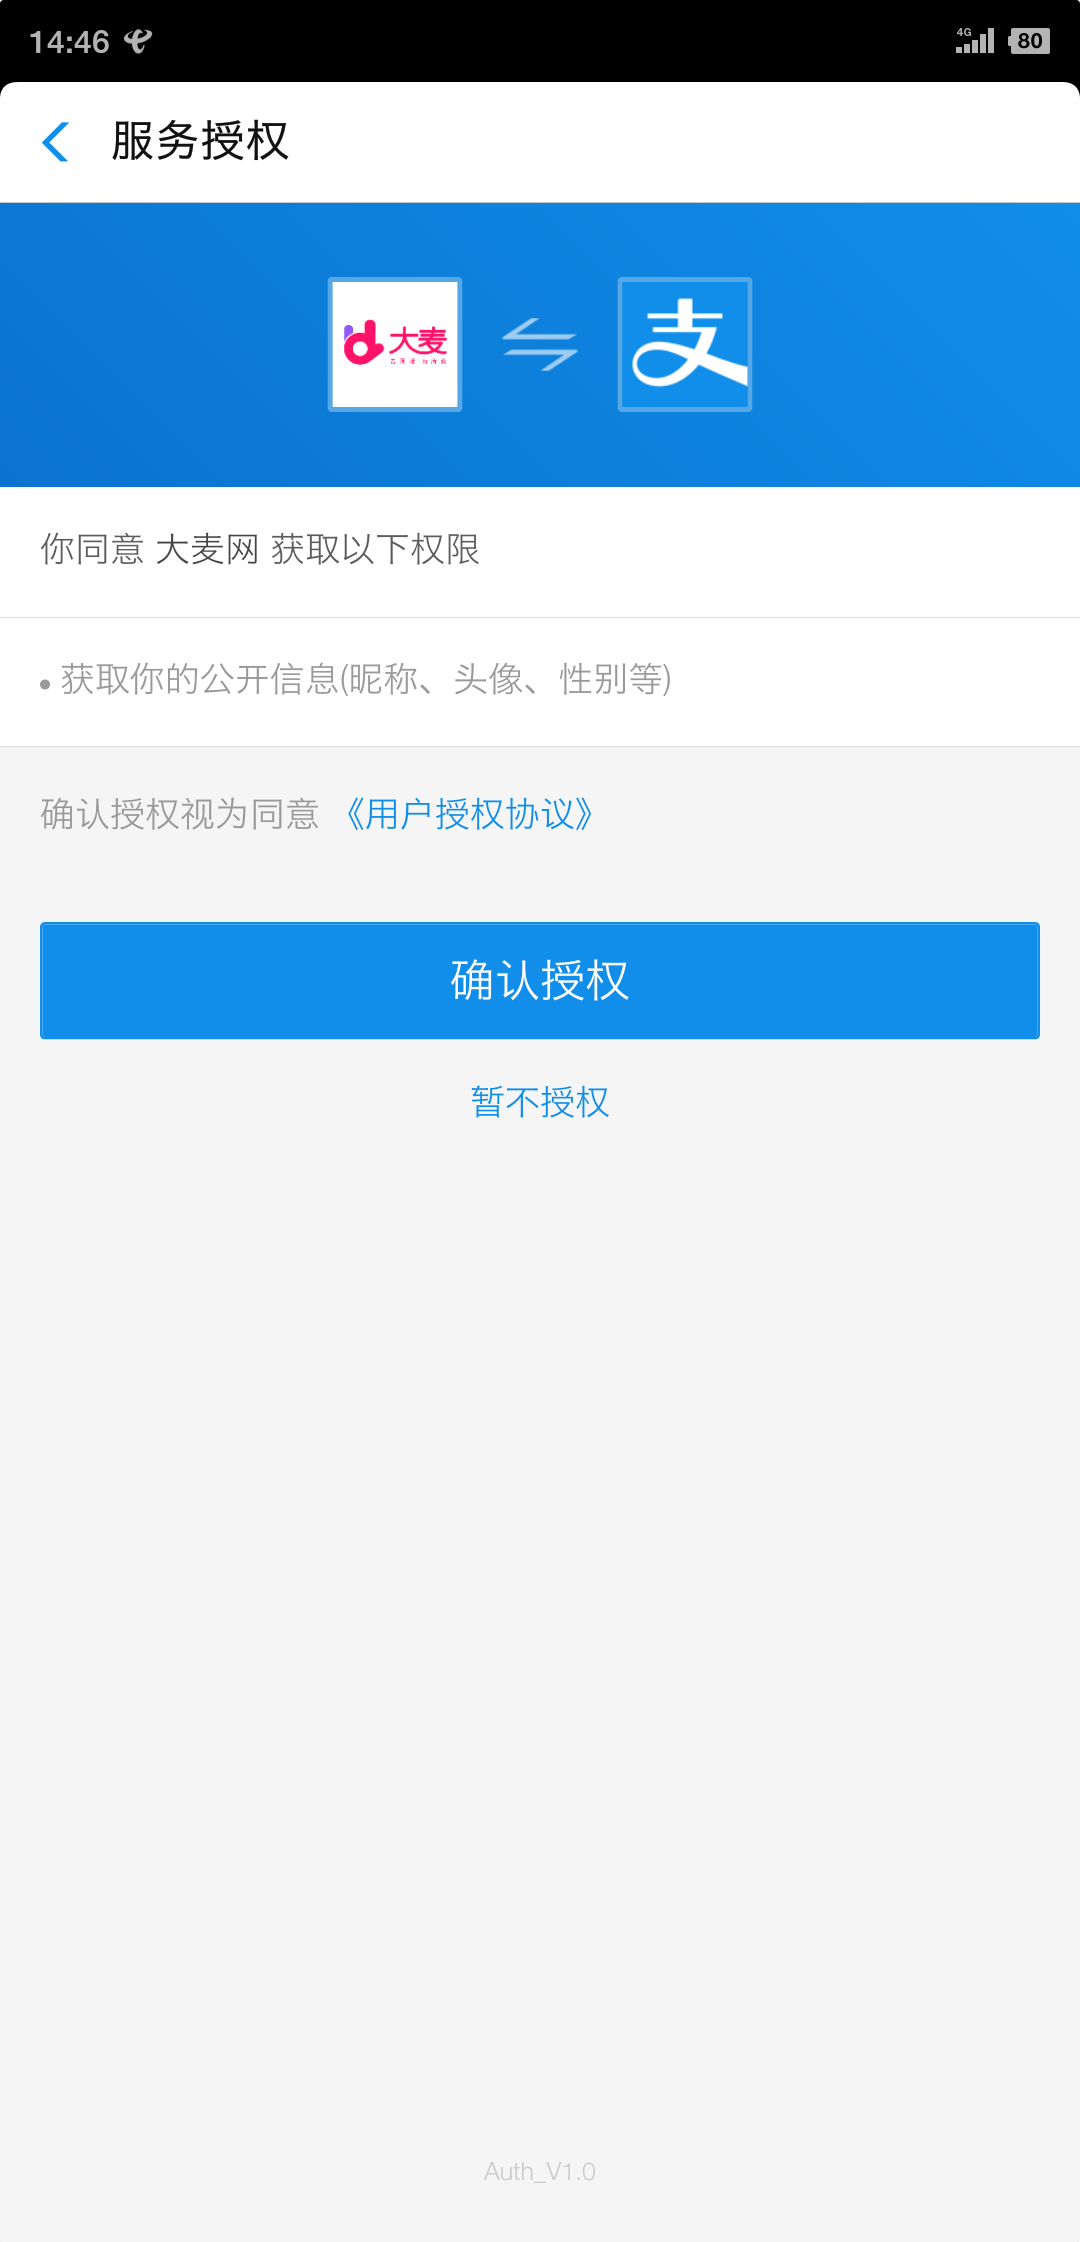 14:46
4G
80
服务授权
大麦
支
你同意 大麦网 获取以下权限
获取你的公开信息(昵称、头像、性别等)
确认授权视为同意 《用户授权协议》
确认授权
暂不授权
Auth_V1.0